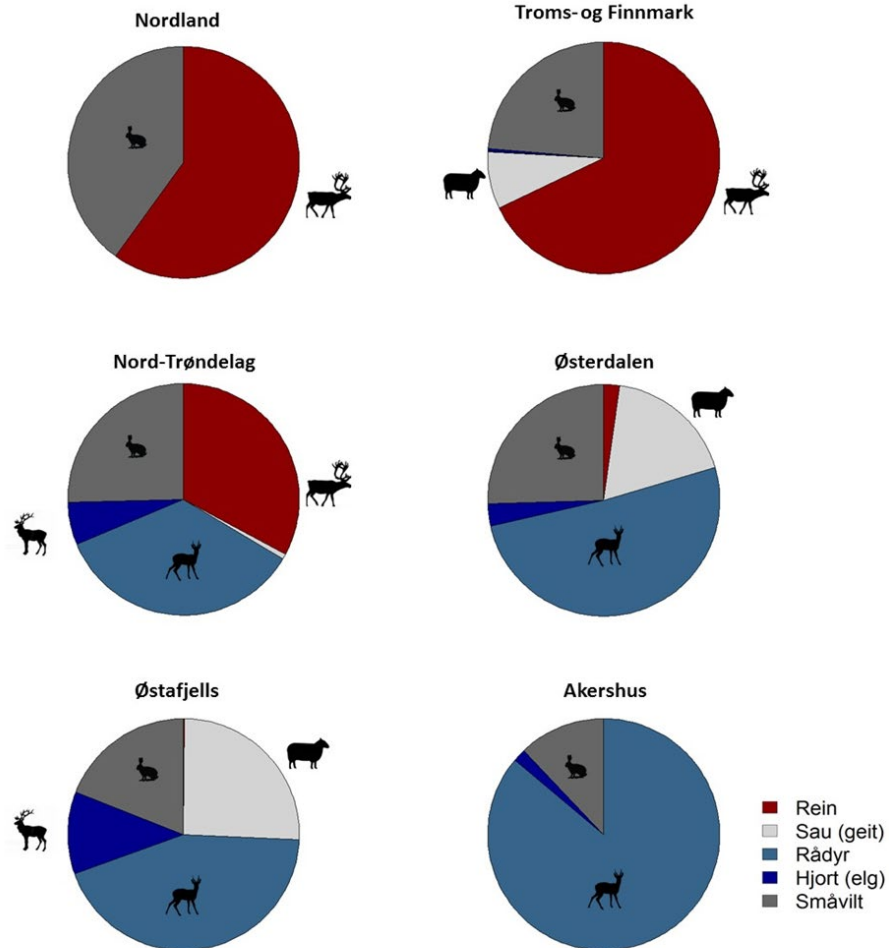 Nordland
Troms- og Finnmark
Nord-Trøndelag
Østerdalen
Østafjells
Akershus
Rein
Sau (geit)
Rådyr
Hjort (elg)
Småvilt